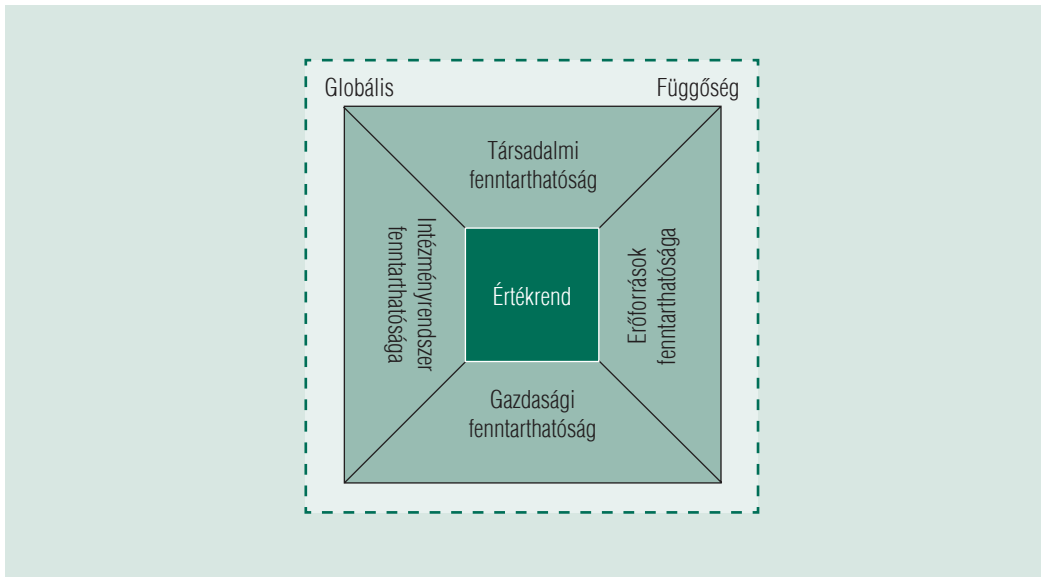 Globális
Függőség
Társadalmi
fenntarthatóság
Intézményrendszer
fenntarthatósága
Értékrend
Erőforrások
fenntarthatósága
Gazdasági
fenntarthatóság